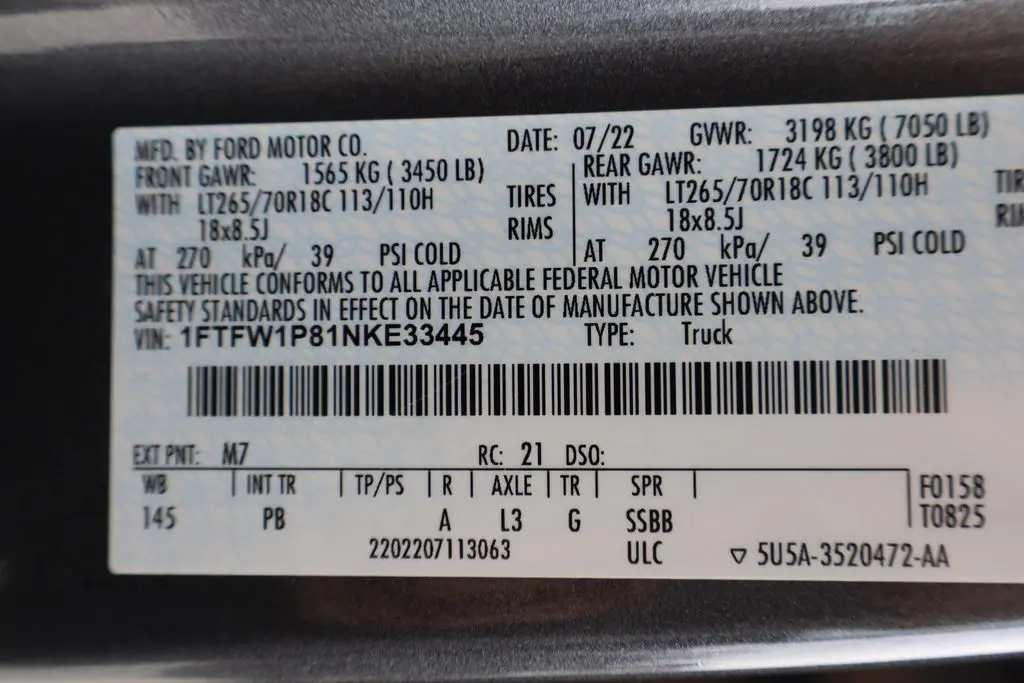 MFD. BY FORD MOTOR CO. DATE: 07/22 GVWR: 3198 KG ( 7050 LB)
FRONT GAWR: 1565 KG ( 3450 LB) REAR GAWR: 1724 KG ( 3800 LB)
WITH LT265/70R18C 113/110H TIRES WITH LT265/70R18C 113/110H
18x8.5J RIMS 18x8.5J
AT 270 kPa/ 39 PSI COLD AT 270 kPa/ 39 PSI COLD
THIS VEHICLE CONFORMS TO ALL APPLICABLE FEDERAL MOTOR VEHICLE
SAFETY STANDARDS IN EFFECT ON THE DATE OF MANUFACTURE SHOWN ABOVE.
VIN: 1FTFW1P81NKE33445 TYPE: Truck
EXT PNT: M7 RC: 21 DSO:
WB INT TR TP/PS R AXLE TR SPR F0158
145 PB A L3 G SSBB T0825
2202207113063 ULC ▽ 5U5A-3520472-AA